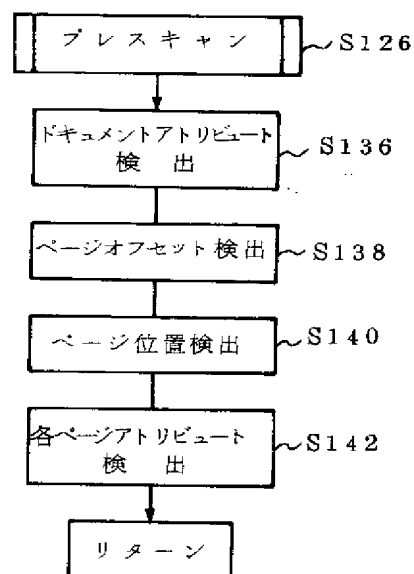 プレスキャン S126
ドキュメントアトリビュート
検出 S136
ページオフセット検出 S138
ページ位置検出 S140
各ページアトリビュート
検出 S142
リターン